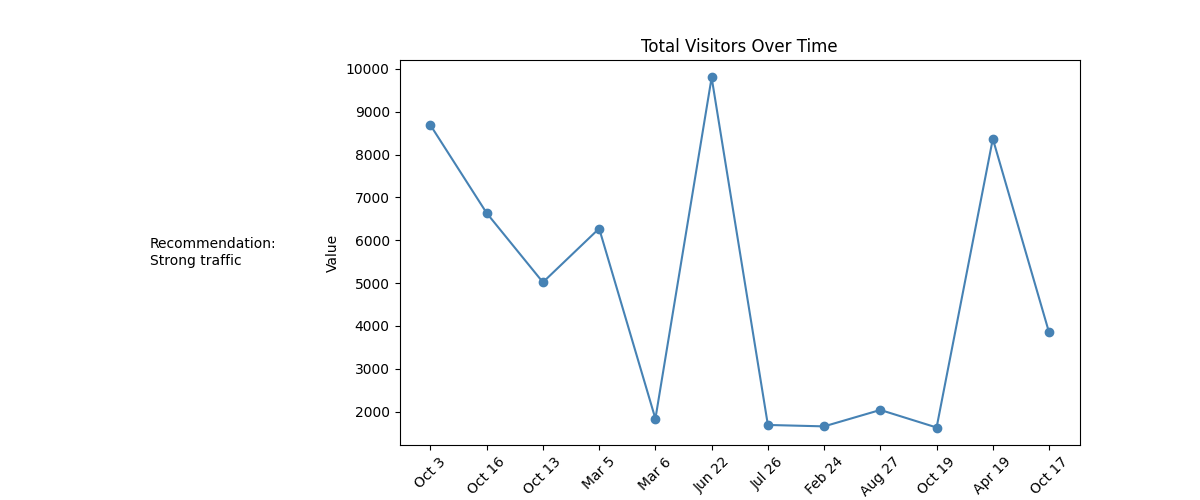 Total Visitors Over Time
Recommendation:
Strong traffic
Value
10000
9000
8000
7000
6000
5000
4000
3000
2000
Oct 3
Oct 16
Oct 13
Mar 5
Mar 6
Jun 22
Jul 26
Feb 24
Aug 27
Oct 19
Apr 19
Oct 17